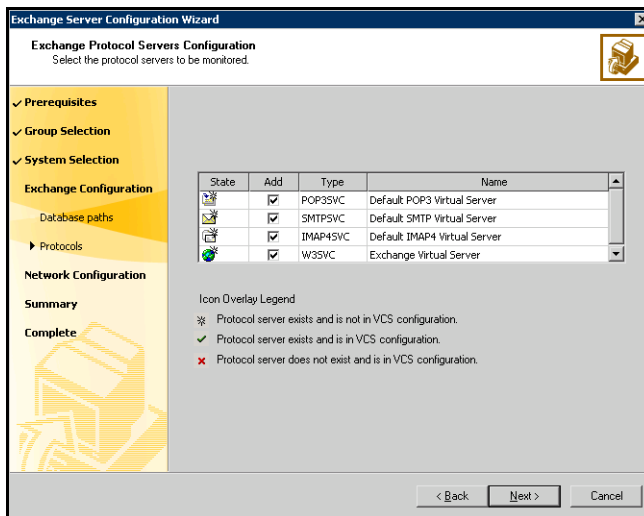 Exchange Server Configuration Wizard
Exchange Protocol Servers Configuration
Select the protocol servers to be monitored.
Prerequisites
Group Selection
System Selection
Exchange Configuration
Database paths
Protocols
Network Configuration
Summary
Complete
State Add Type Name
POP3SVC Default POP3 Virtual Server
SMTPSVC Default SMTP Virtual Server
IMAP4SVC Default IMAP4 Virtual Server
W3SVC Exchange Virtual Server
Icon Overlay Legend
Protocol server exists and is not in VCS configuration.
Protocol server exists and is in VCS configuration.
Protocol server does not exist and is in VCS configuration.
< Back Next > Cancel